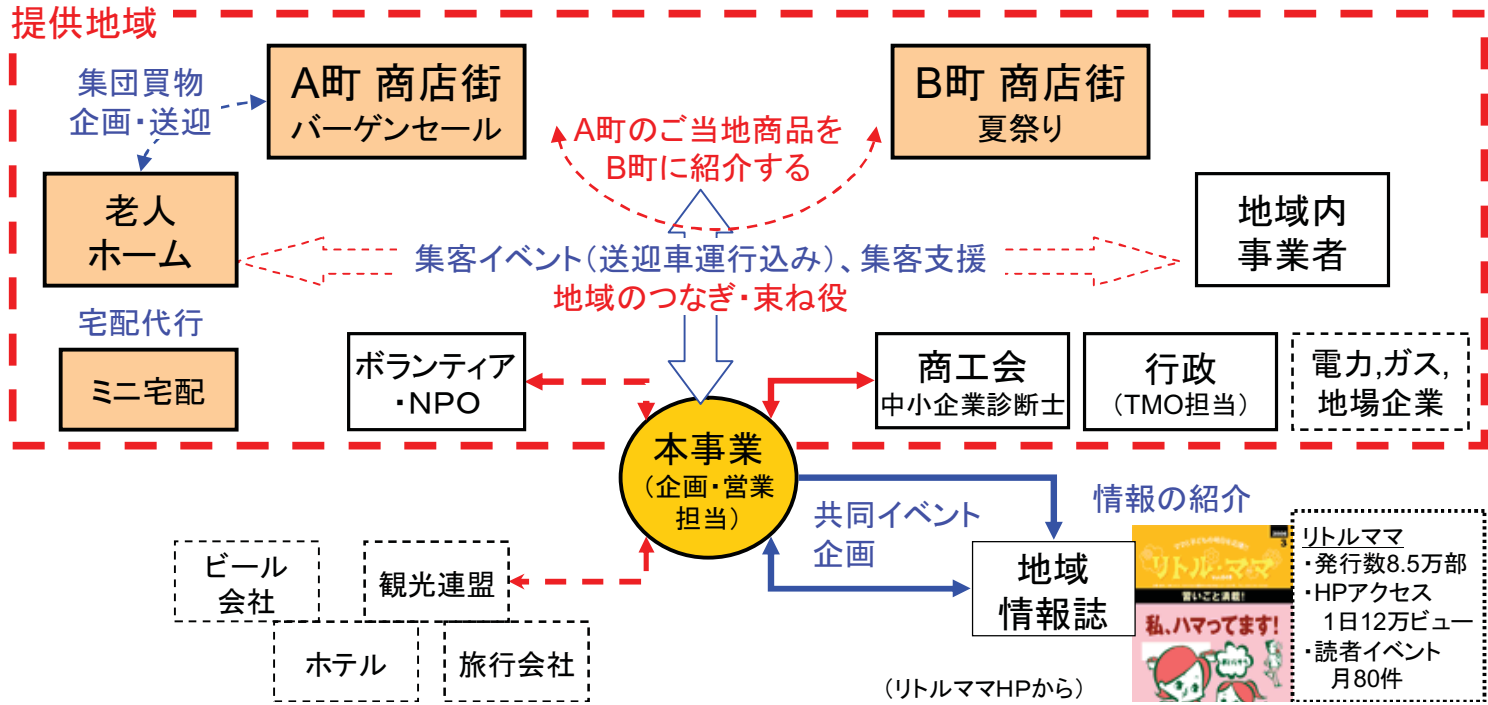 提供地域
集団買物
企画・送迎
A町 商店街
バーゲンセール
B町 商店街
夏祭り
A町のご当地商品を
B町に紹介する
老人
ホーム
地域内
事業者
集客イベント(送迎車運行込み)、集客支援
地域のつなぎ・束ね役
宅配代行
ミニ宅配
ボランティア
・NPO
商工会
中小企業診断士
行政
(TMO担当)
電力,ガス,
地場企業
本事業
(企画・営業
担当)
共同イベント
企画
情報の紹介
地域
情報誌
リトル・ママ
習いごと満載!
私、ハマってます!
リトルママ
・発行数8.5万部
・HPアクセス
1日12万ビュー
・読者イベント
月80件
ビール
会社
観光連盟
ホテル
旅行会社
(リトルママHPから)